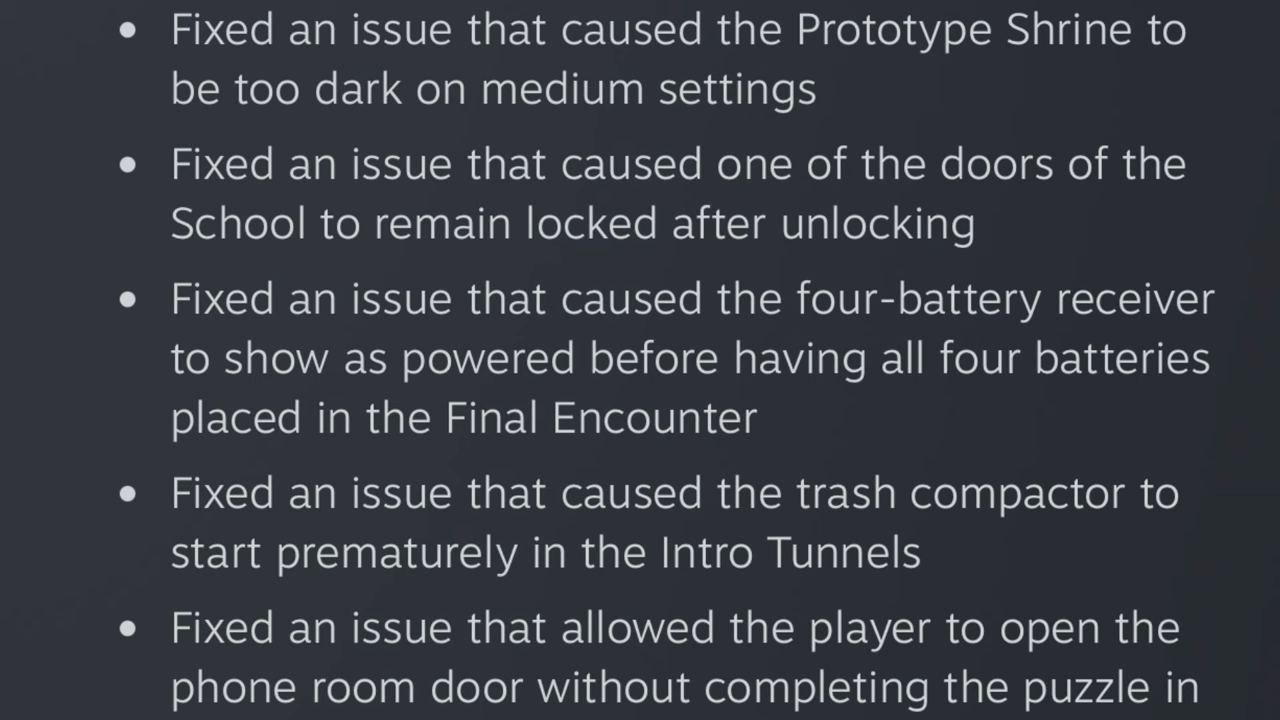 • Fixed an issue that caused the Prototype Shrine to
be too dark on medium settings
• Fixed an issue that caused one of the doors of the
School to remain locked after unlocking
• Fixed an issue that caused the four-battery receiver
to show as powered before having all four batteries
placed in the Final Encounter
• Fixed an issue that caused the trash compactor to
start prematurely in the Intro Tunnels
• Fixed an issue that allowed the player to open the
phone room door without completing the puzzle in